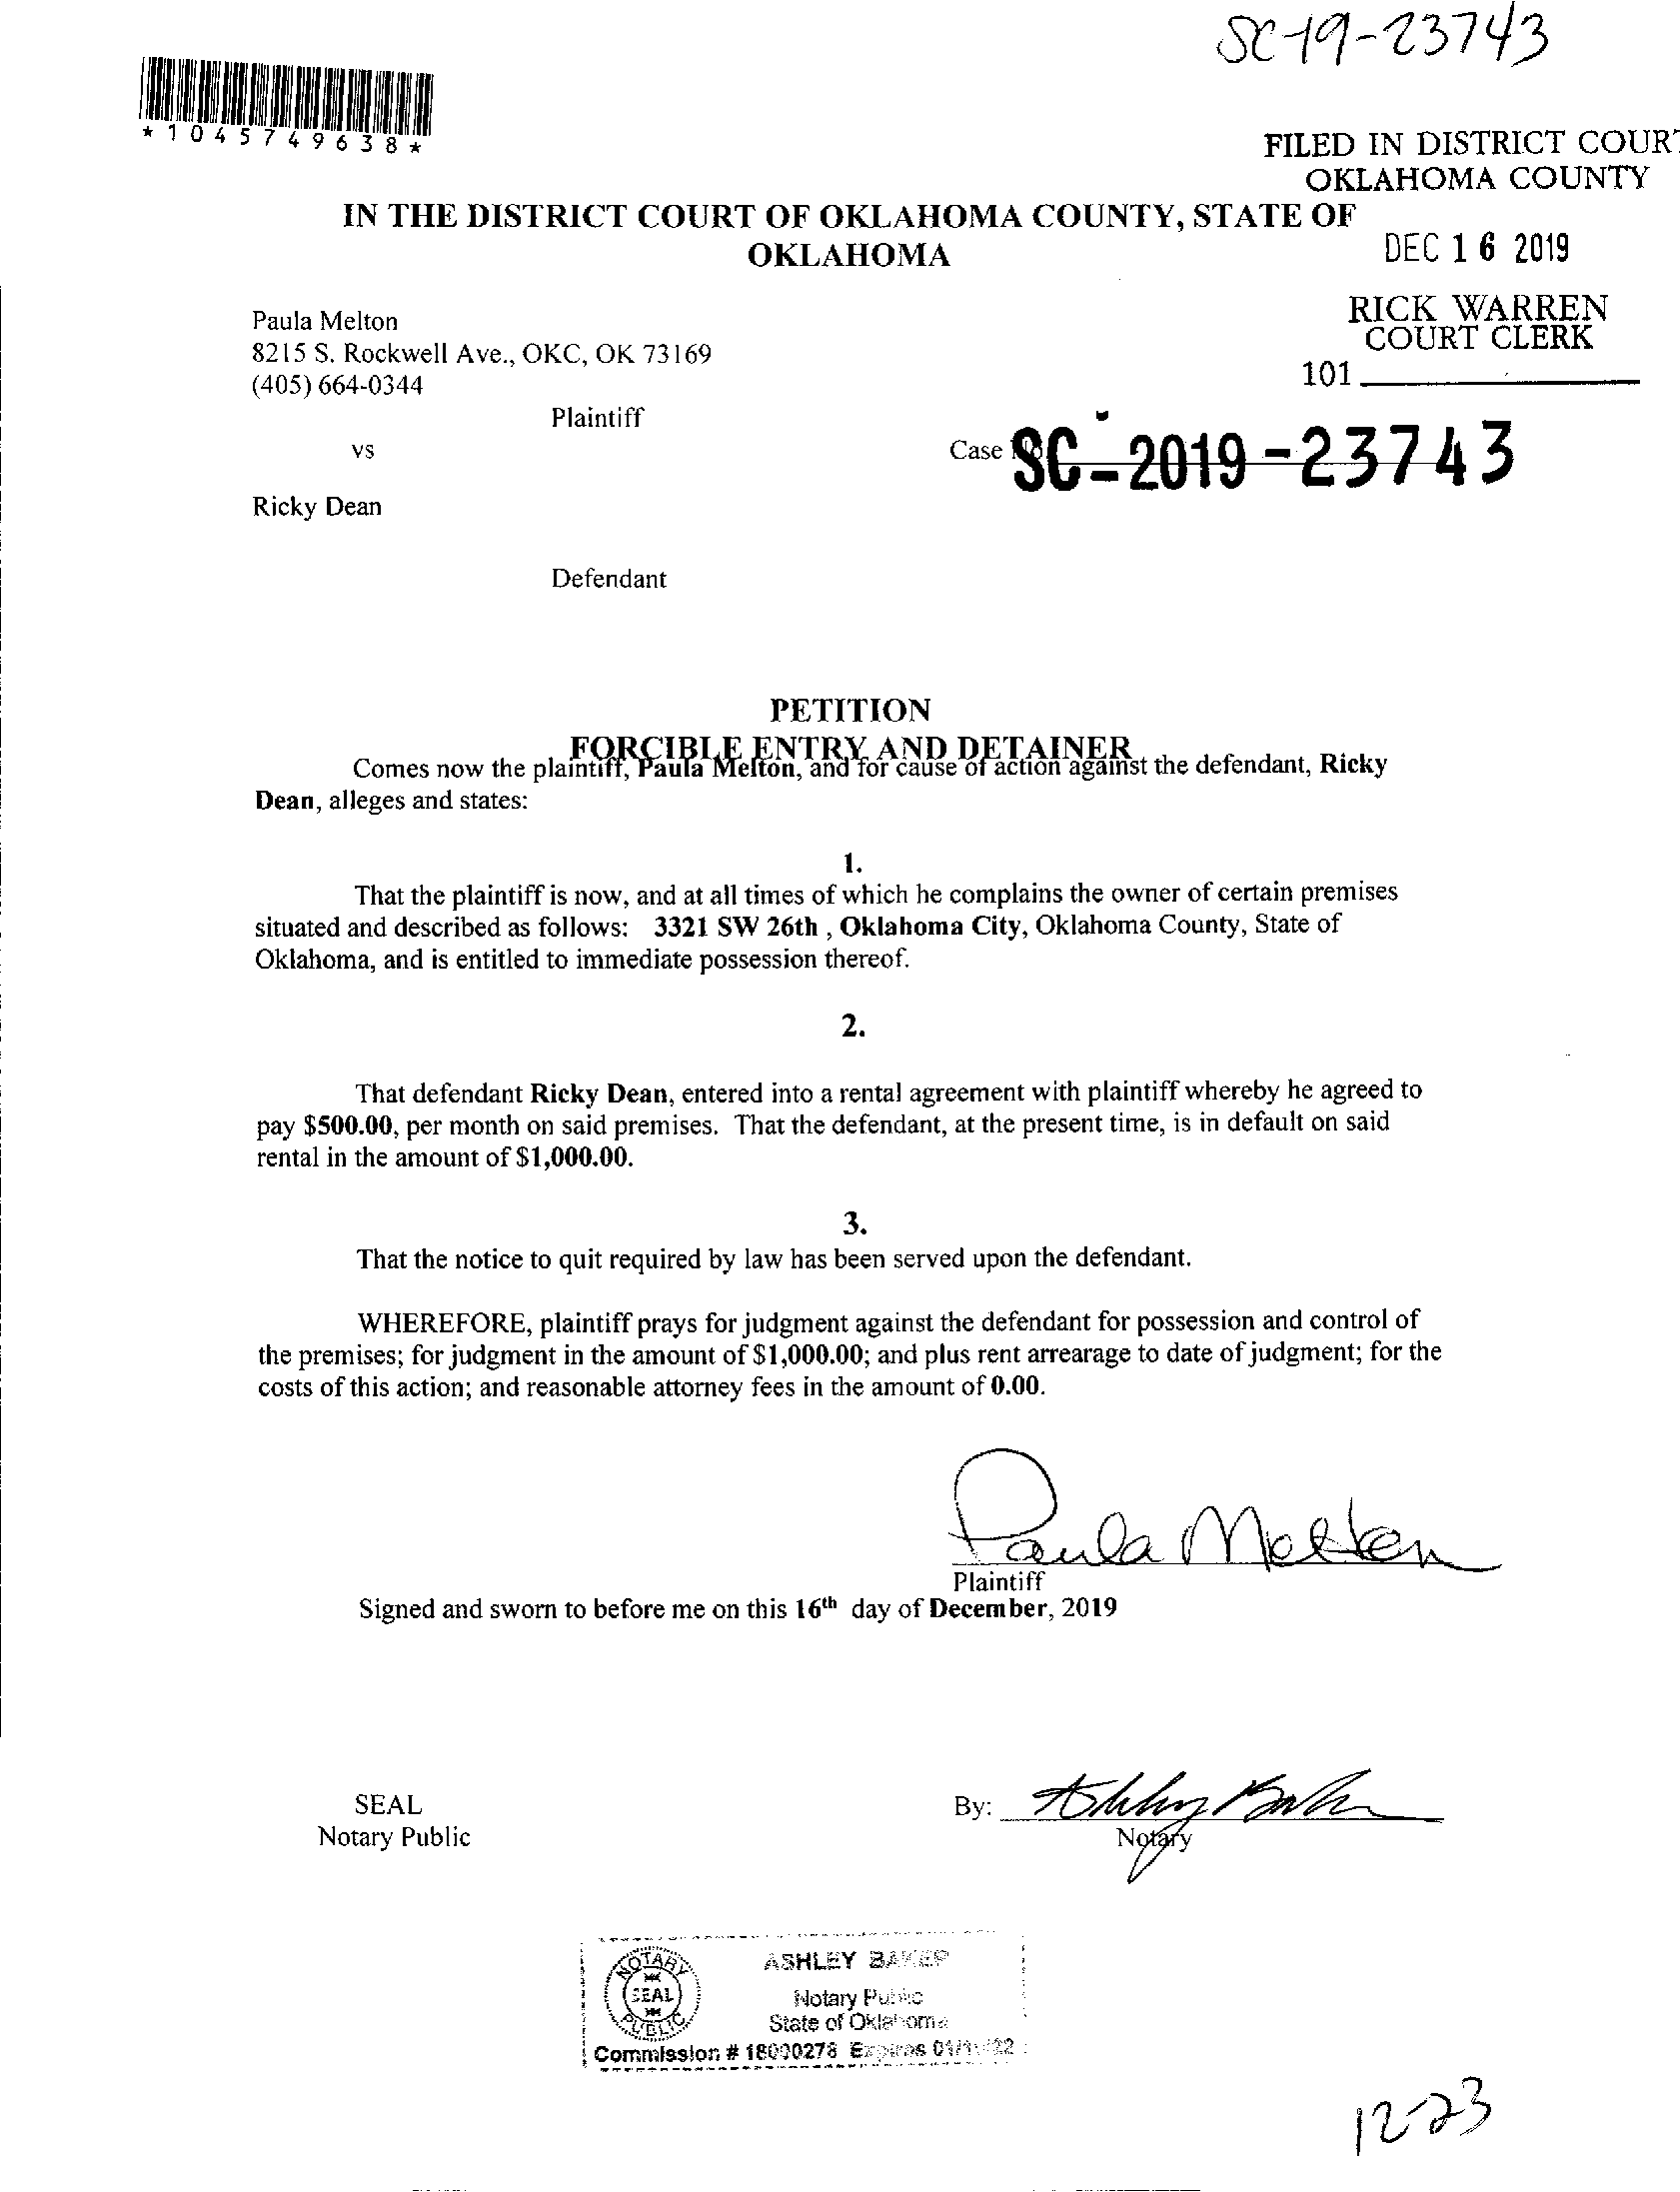 SC-19-23743
*1045749638*
FILED IN DISTRICT COURT
OKLAHOMA COUNTY
IN THE DISTRICT COURT OF OKLAHOMA COUNTY, STATE OF
OKLAHOMA
DEC 16 2019
RICK WARREN
COURT CLERK
101
Paula Melton
8215 S. Rockwell Ave., OKC, OK 73169
(405) 664-0344
Plaintiff
vs
Case No. SC-2019-23743
Ricky Dean
Defendant
PETITION
FORCIBLE ENTRY AND DETAINER
Comes now the plaintiff, Paula Melton, and for cause of action against the defendant, Ricky
Dean, alleges and states:
1.
That the plaintiff is now, and at all times of which he complains the owner of certain premises
situated and described as follows: 3321 SW 26th , Oklahoma City, Oklahoma County, State of
Oklahoma, and is entitled to immediate possession thereof.
2.
That defendant Ricky Dean, entered into a rental agreement with plaintiff whereby he agreed to
pay $500.00, per month on said premises. That the defendant, at the present time, is in default on said
rental in the amount of $1,000.00.
3.
That the notice to quit required by law has been served upon the defendant.
WHEREFORE, plaintiff prays for judgment against the defendant for possession and control of
the premises; for judgment in the amount of $1,000.00; and plus rent arrearage to date of judgment; for the
costs of this action; and reasonable attorney fees in the amount of 0.00.
Paula Melton
Plaintiff
Signed and sworn to before me on this 16th day of December, 2019
SEAL
Notary Public
By: Ashley Baker
Notary
NOTARY
SEAL
PUBLIC
ASHLEY BAKER
Notary Public
State of Oklahoma
Commission # 18000278 Expires
12-23